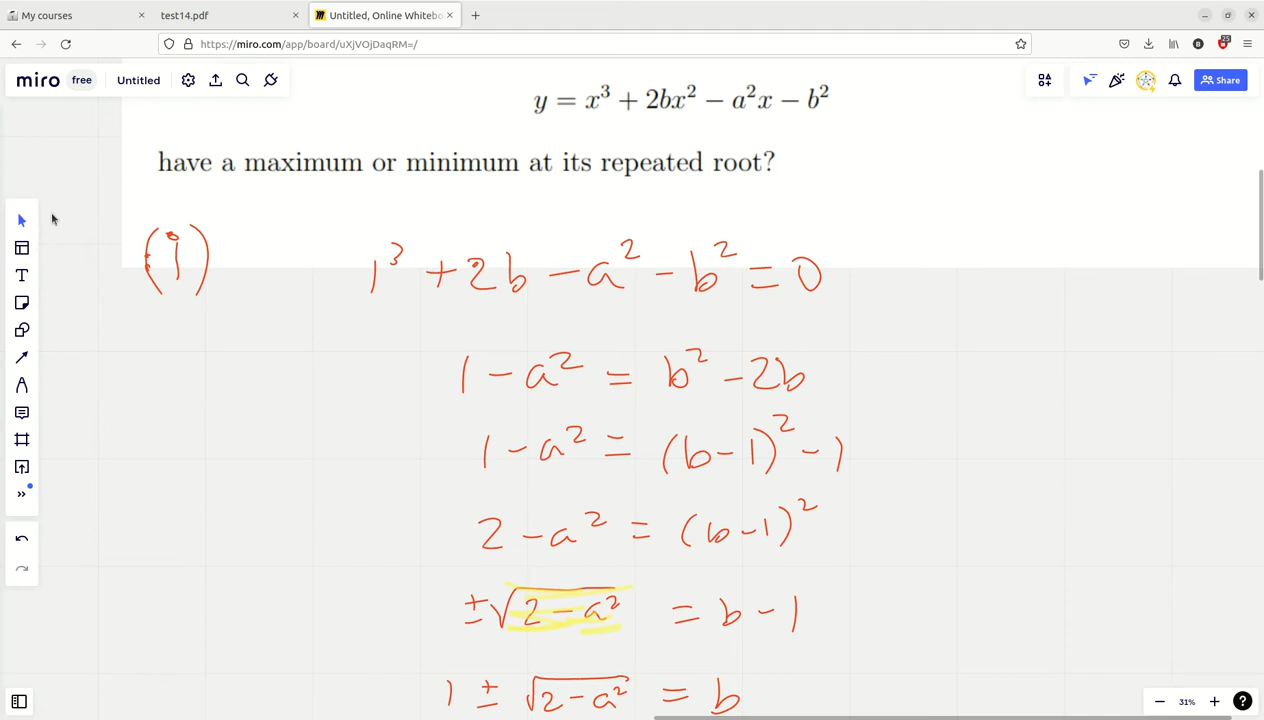 My courses
test14.pdf
Untitled, Online Whitebo
https://miro.com/app/board/uXjVOjDaqRM=/
miro free Untitled
Share
y = x³ + 2bx² − a²x − b²
have a maximum or minimum at its repeated root?
(i) 1³ + 2b − a² − b² = 0
1 − a² = b² − 2b
1 − a² = (b − 1)² − 1
2 − a² = (b − 1)²
± √(2 − a²) = b − 1
1 ± √(2 − a²) = b
31%